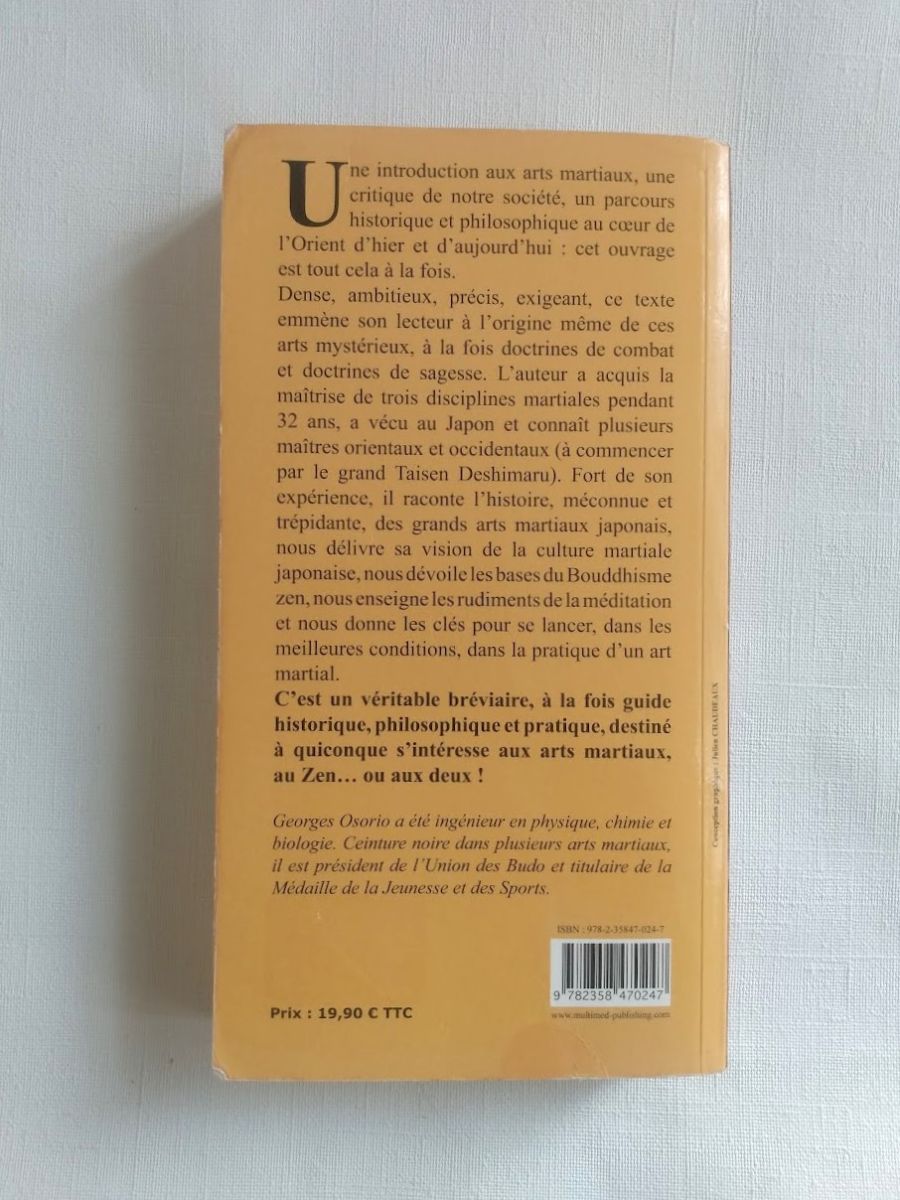 Une introduction aux arts martiaux, une
critique de notre société, un parcours
historique et philosophique au cœur de
l'Orient d'hier et d'aujourd'hui : cet ouvrage
est tout cela à la fois.
Dense, ambitieux, précis, exigeant, ce texte
emmène son lecteur à l'origine même de ces
arts mystérieux, à la fois doctrines de combat
et doctrines de sagesse. L'auteur a acquis la
maîtrise de trois disciplines martiales pendant
32 ans, a vécu au Japon et connaît plusieurs
maîtres orientaux et occidentaux (à commencer
par le grand Taisen Deshimaru). Fort de son
expérience, il raconte l'histoire, méconnue et
trépidante, des grands arts martiaux japonais,
nous délivre sa vision de la culture martiale
japonaise, nous dévoile les bases du Bouddhisme
zen, nous enseigne les rudiments de la méditation
et nous donne les clés pour se lancer, dans les
meilleures conditions, dans la pratique d'un art
martial.
C'est un véritable bréviaire, à la fois guide
historique, philosophique et pratique, destiné
à quiconque s'intéresse aux arts martiaux,
au Zen… ou aux deux !
Georges Osorio a été ingénieur en physique, chimie et
biologie. Ceinture noire dans plusieurs arts martiaux,
il est président de l'Union des Budo et titulaire de la
Médaille de la Jeunesse et des Sports.
ISBN : 978-2-35847-024-7
9 782358 470247
www.multimed-publishing.com
Prix : 19,90 € TTC
Conception graphique : Julien CHAUDEAUX